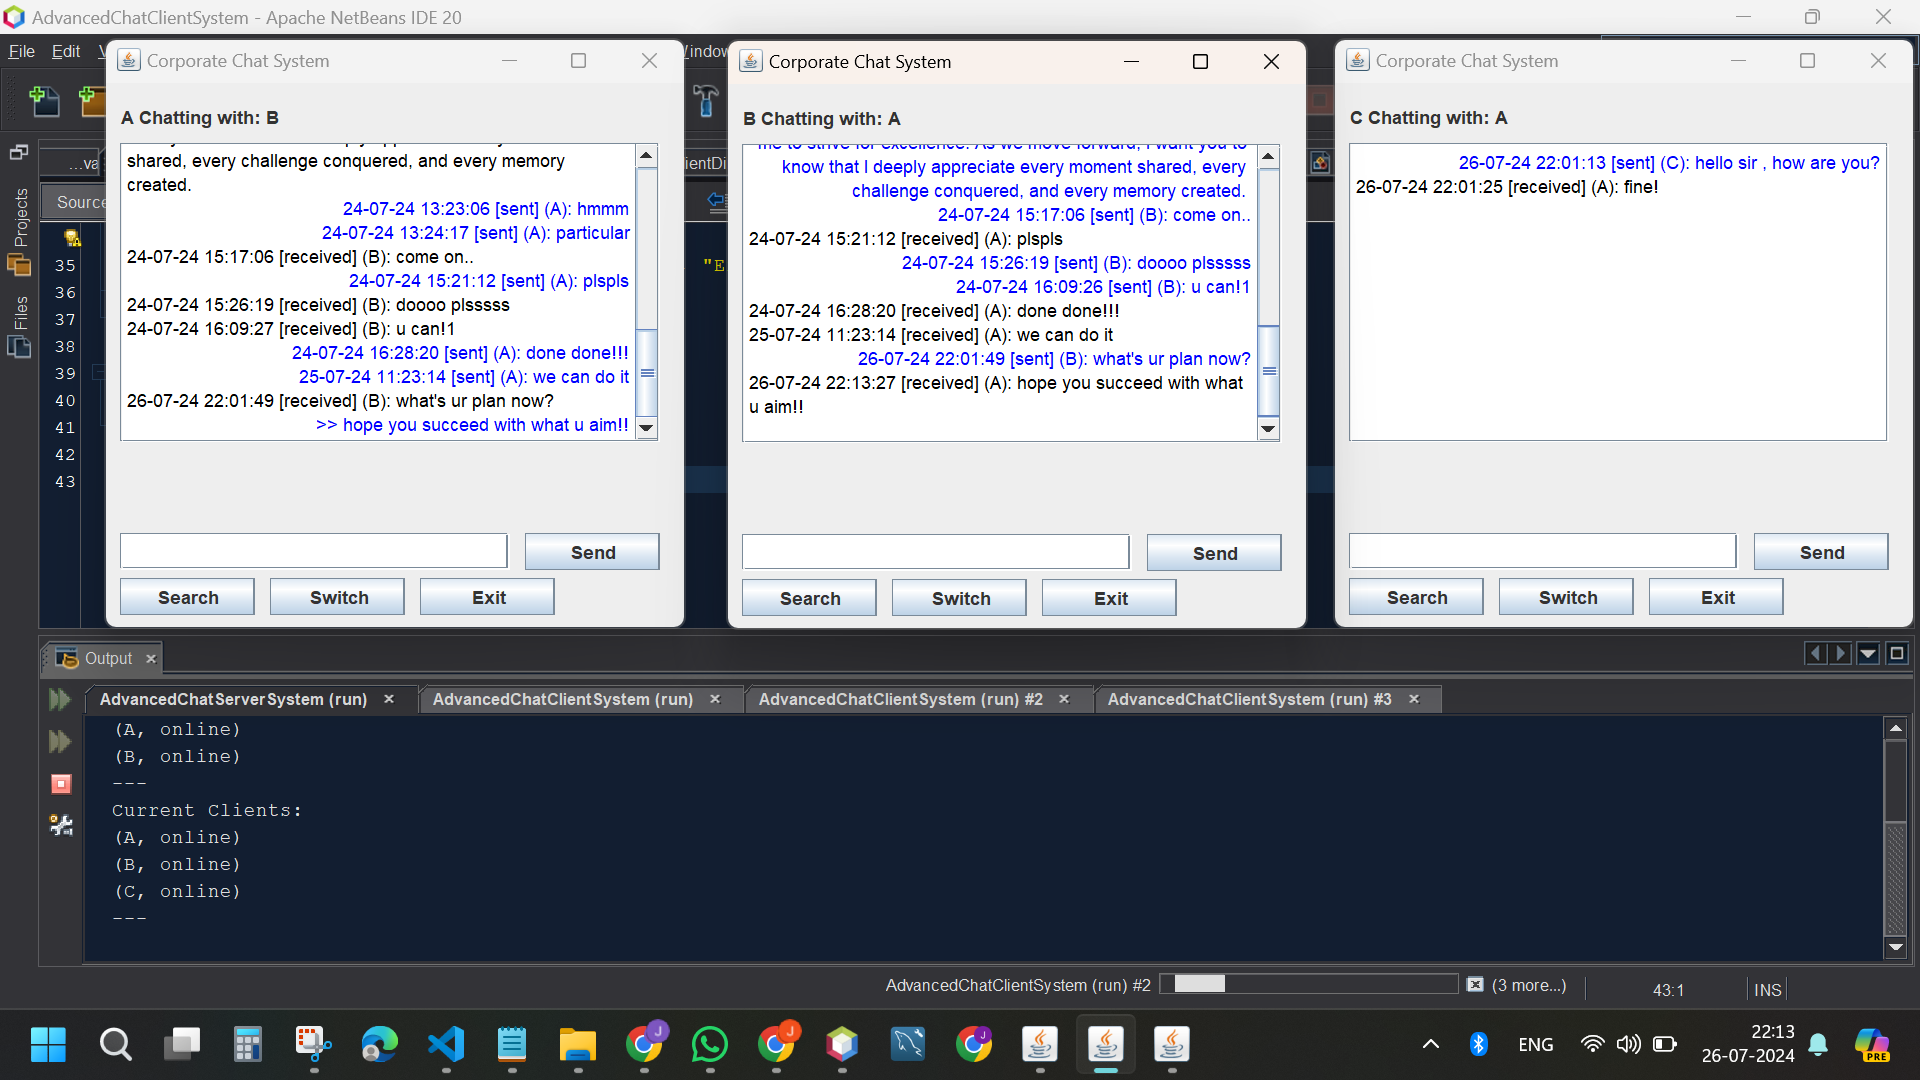 AdvancedChatClientSystem - Apache NetBeans IDE 20
File Edit
Corporate Chat System
A Chatting with: B
shared, every challenge conquered, and every memory
created.
24-07-24 13:23:06 [sent] (A): hmmm
24-07-24 13:24:17 [sent] (A): particular
24-07-24 15:17:06 [received] (B): come on..
24-07-24 15:21:12 [sent] (A): plspls
24-07-24 15:26:19 [received] (B): doooo plsssss
24-07-24 16:09:27 [received] (B): u can!1
24-07-24 16:28:20 [sent] (A): done done!!!
25-07-24 11:23:14 [sent] (A): we can do it
26-07-24 22:01:49 [received] (B): what's ur plan now?
>> hope you succeed with what u aim!!
Send
Search Switch Exit
Corporate Chat System
B Chatting with: A
me to strive for excellence. As we move forward, I want you to
know that I deeply appreciate every moment shared, every
challenge conquered, and every memory created.
24-07-24 15:17:06 [sent] (B): come on..
24-07-24 15:21:12 [received] (A): plspls
24-07-24 15:26:19 [sent] (B): doooo plsssss
24-07-24 16:09:26 [sent] (B): u can!1
24-07-24 16:28:20 [received] (A): done done!!!
25-07-24 11:23:14 [received] (A): we can do it
26-07-24 22:01:49 [sent] (B): what's ur plan now?
26-07-24 22:13:27 [received] (A): hope you succeed with what
u aim!!
Send
Search Switch Exit
Corporate Chat System
C Chatting with: A
26-07-24 22:01:13 [sent] (C): hello sir , how are you?
26-07-24 22:01:25 [received] (A): fine!
Send
Search Switch Exit
...va
Source
Projects
Files
"E
35
36
37
38
39
40
41
42
43
Output
AdvancedChatServerSystem (run) AdvancedChatClientSystem (run) AdvancedChatClientSystem (run) #2 AdvancedChatClientSystem (run) #3
(A, online)
(B, online)
---
Current Clients:
(A, online)
(B, online)
(C, online)
---
AdvancedChatClientSystem (run) #2 (3 more...) 43:1 INS
J J J ENG 22:13
26-07-2024
PRE